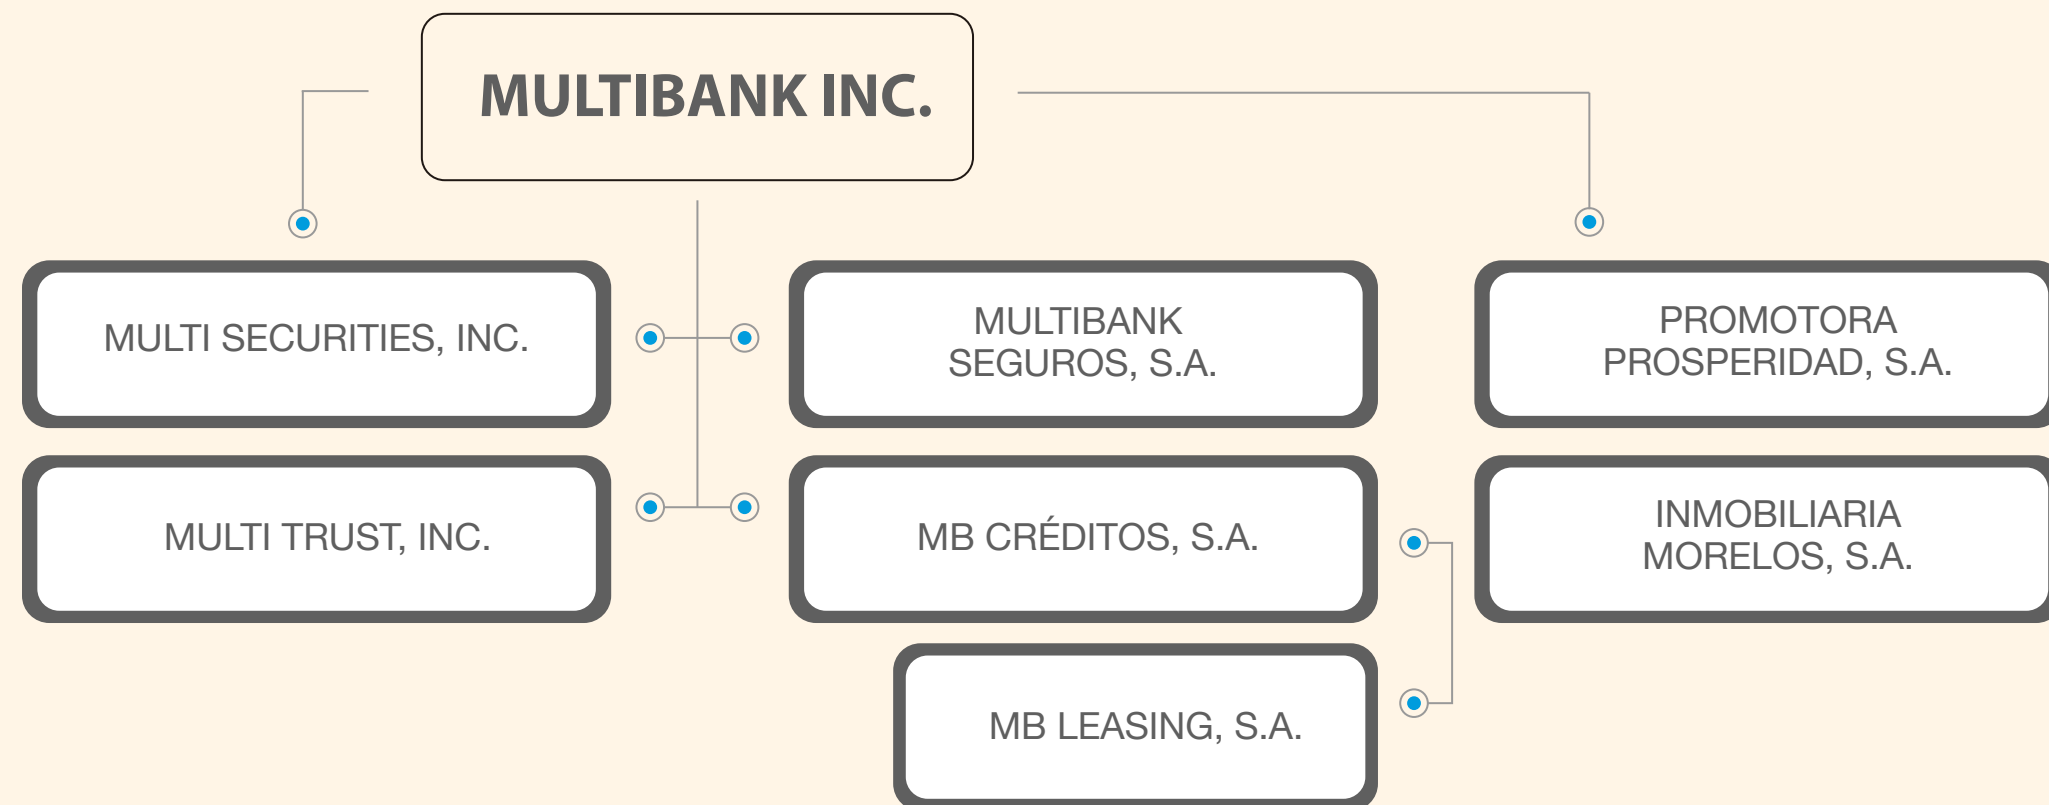 MULTIBANK INC.
MULTI SECURITIES, INC.
MULTIBANK
SEGUROS, S.A.
PROMOTORA
PROSPERIDAD, S.A.
MULTI TRUST, INC.
MB CRÉDITOS, S.A.
INMOBILIARIA
MORELOS, S.A.
MB LEASING, S.A.